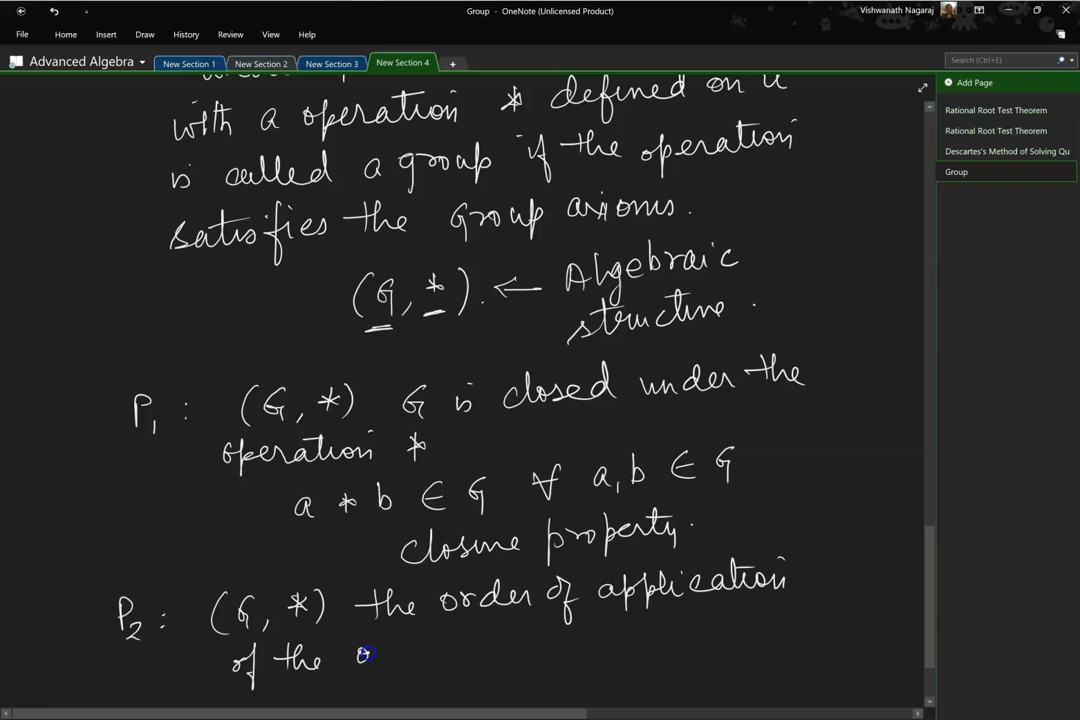 Group - OneNote (Unlicensed Product)
Vishwanath Nagaraj
File Home Insert Draw History Review View Help
Advanced Algebra New Section 1 New Section 2 New Section 3 New Section 4 +
Search (Ctrl+E)
Add Page
Rational Root Test Theorem
Rational Root Test Theorem
Descartes's Method of Solving Qu
Group
with a operation * defined on it
is called a group if the operation
satisfies the Group axioms.
(G, *). ← Algebraic
structure.
P1 : (G, *) G is closed under the
operation *
a * b ∈ G ∀ a, b ∈ G
closure property.
P2 : (G, *) the order of application
of the o